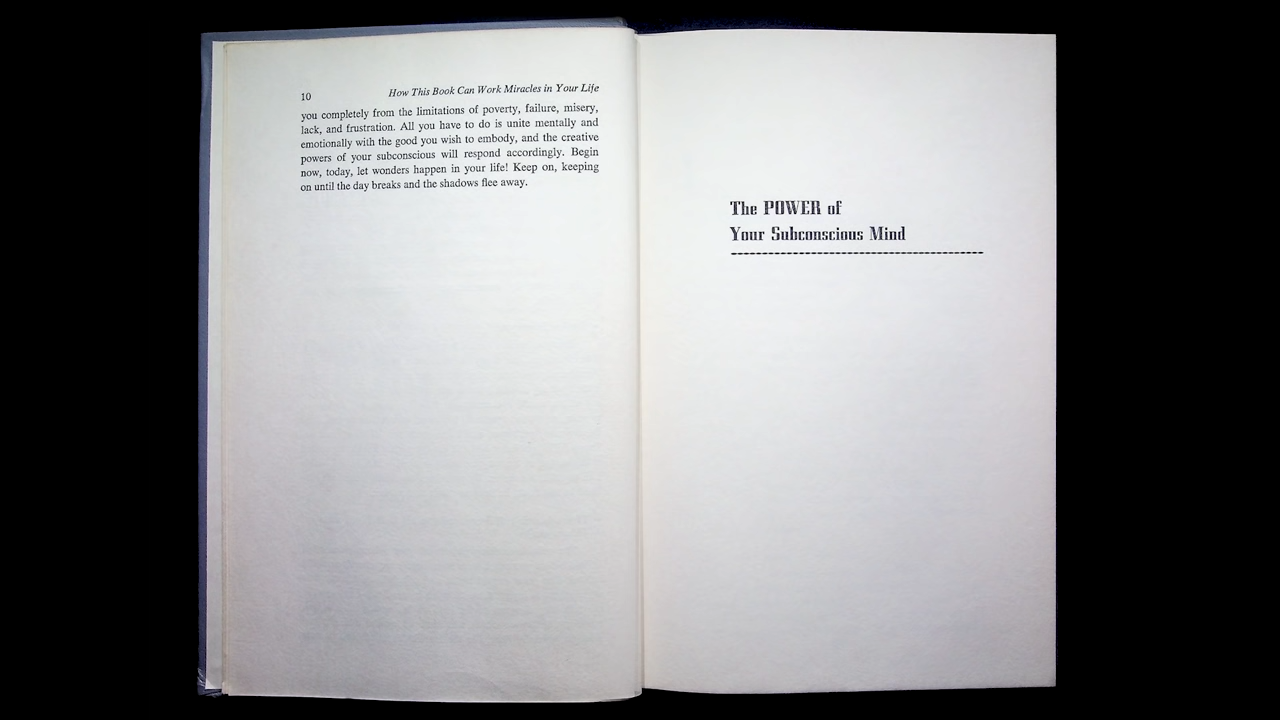 10 How This Book Can Work Miracles in Your Life
you completely from the limitations of poverty, failure, misery,
lack, and frustration. All you have to do is unite mentally and
emotionally with the good you wish to embody, and the creative
powers of your subconscious will respond accordingly. Begin
now, today, let wonders happen in your life! Keep on, keeping
on until the day breaks and the shadows flee away.
The POWER of
Your Subconscious Mind